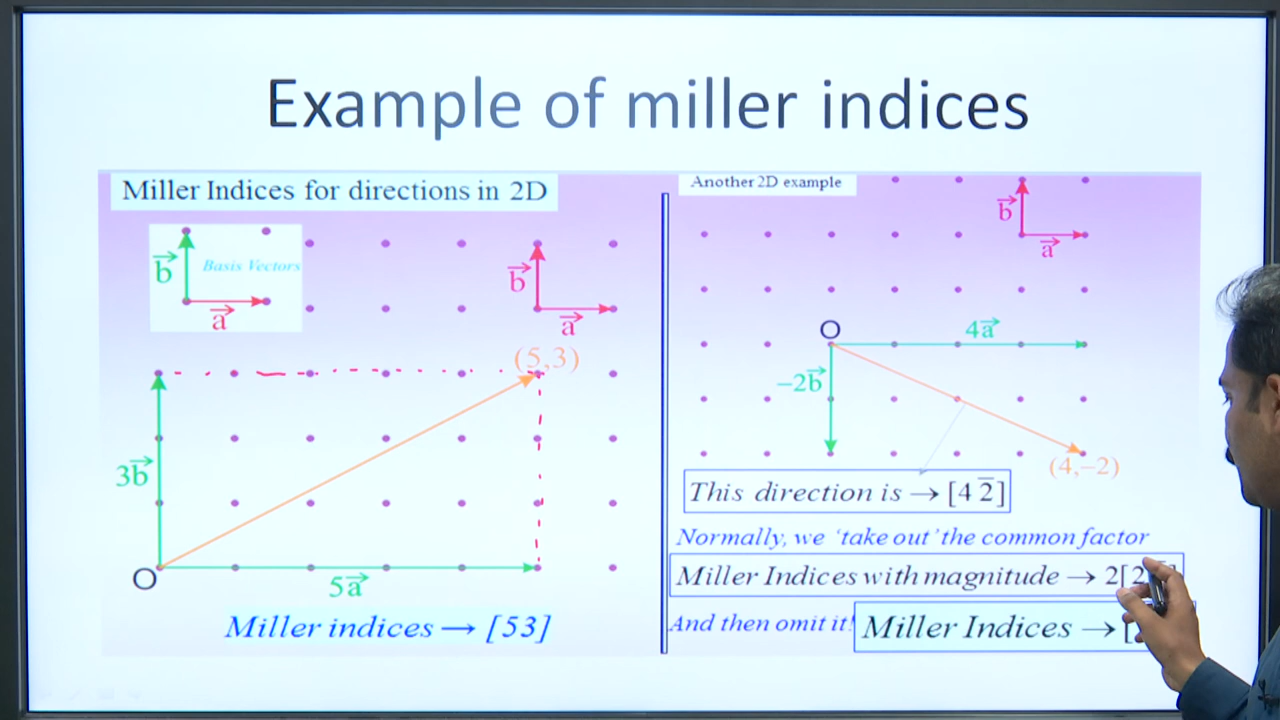 Example of miller indices
Miller Indices for directions in 2D
b⃗
Basis Vectors
a⃗
b⃗
a⃗
(5,3)
3b⃗
O
5a⃗
Miller indices → [53]
Another 2D example
b⃗
a⃗
O
4a⃗
−2b⃗
(4,−2)
This direction is → [4 2̅]
Normally, we 'take out' the common factor
Miller Indices with magnitude → 2[2
And then omit it!
Miller Indices → [